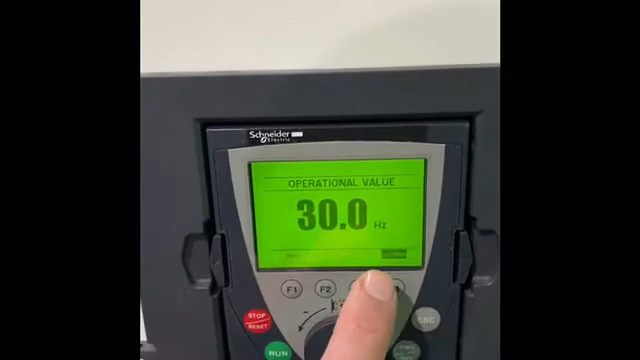 Schneider
Electric
OPERATIONAL VALUE
30.0 Hz
F1 F2
STOP
RESET
ESC
RUN